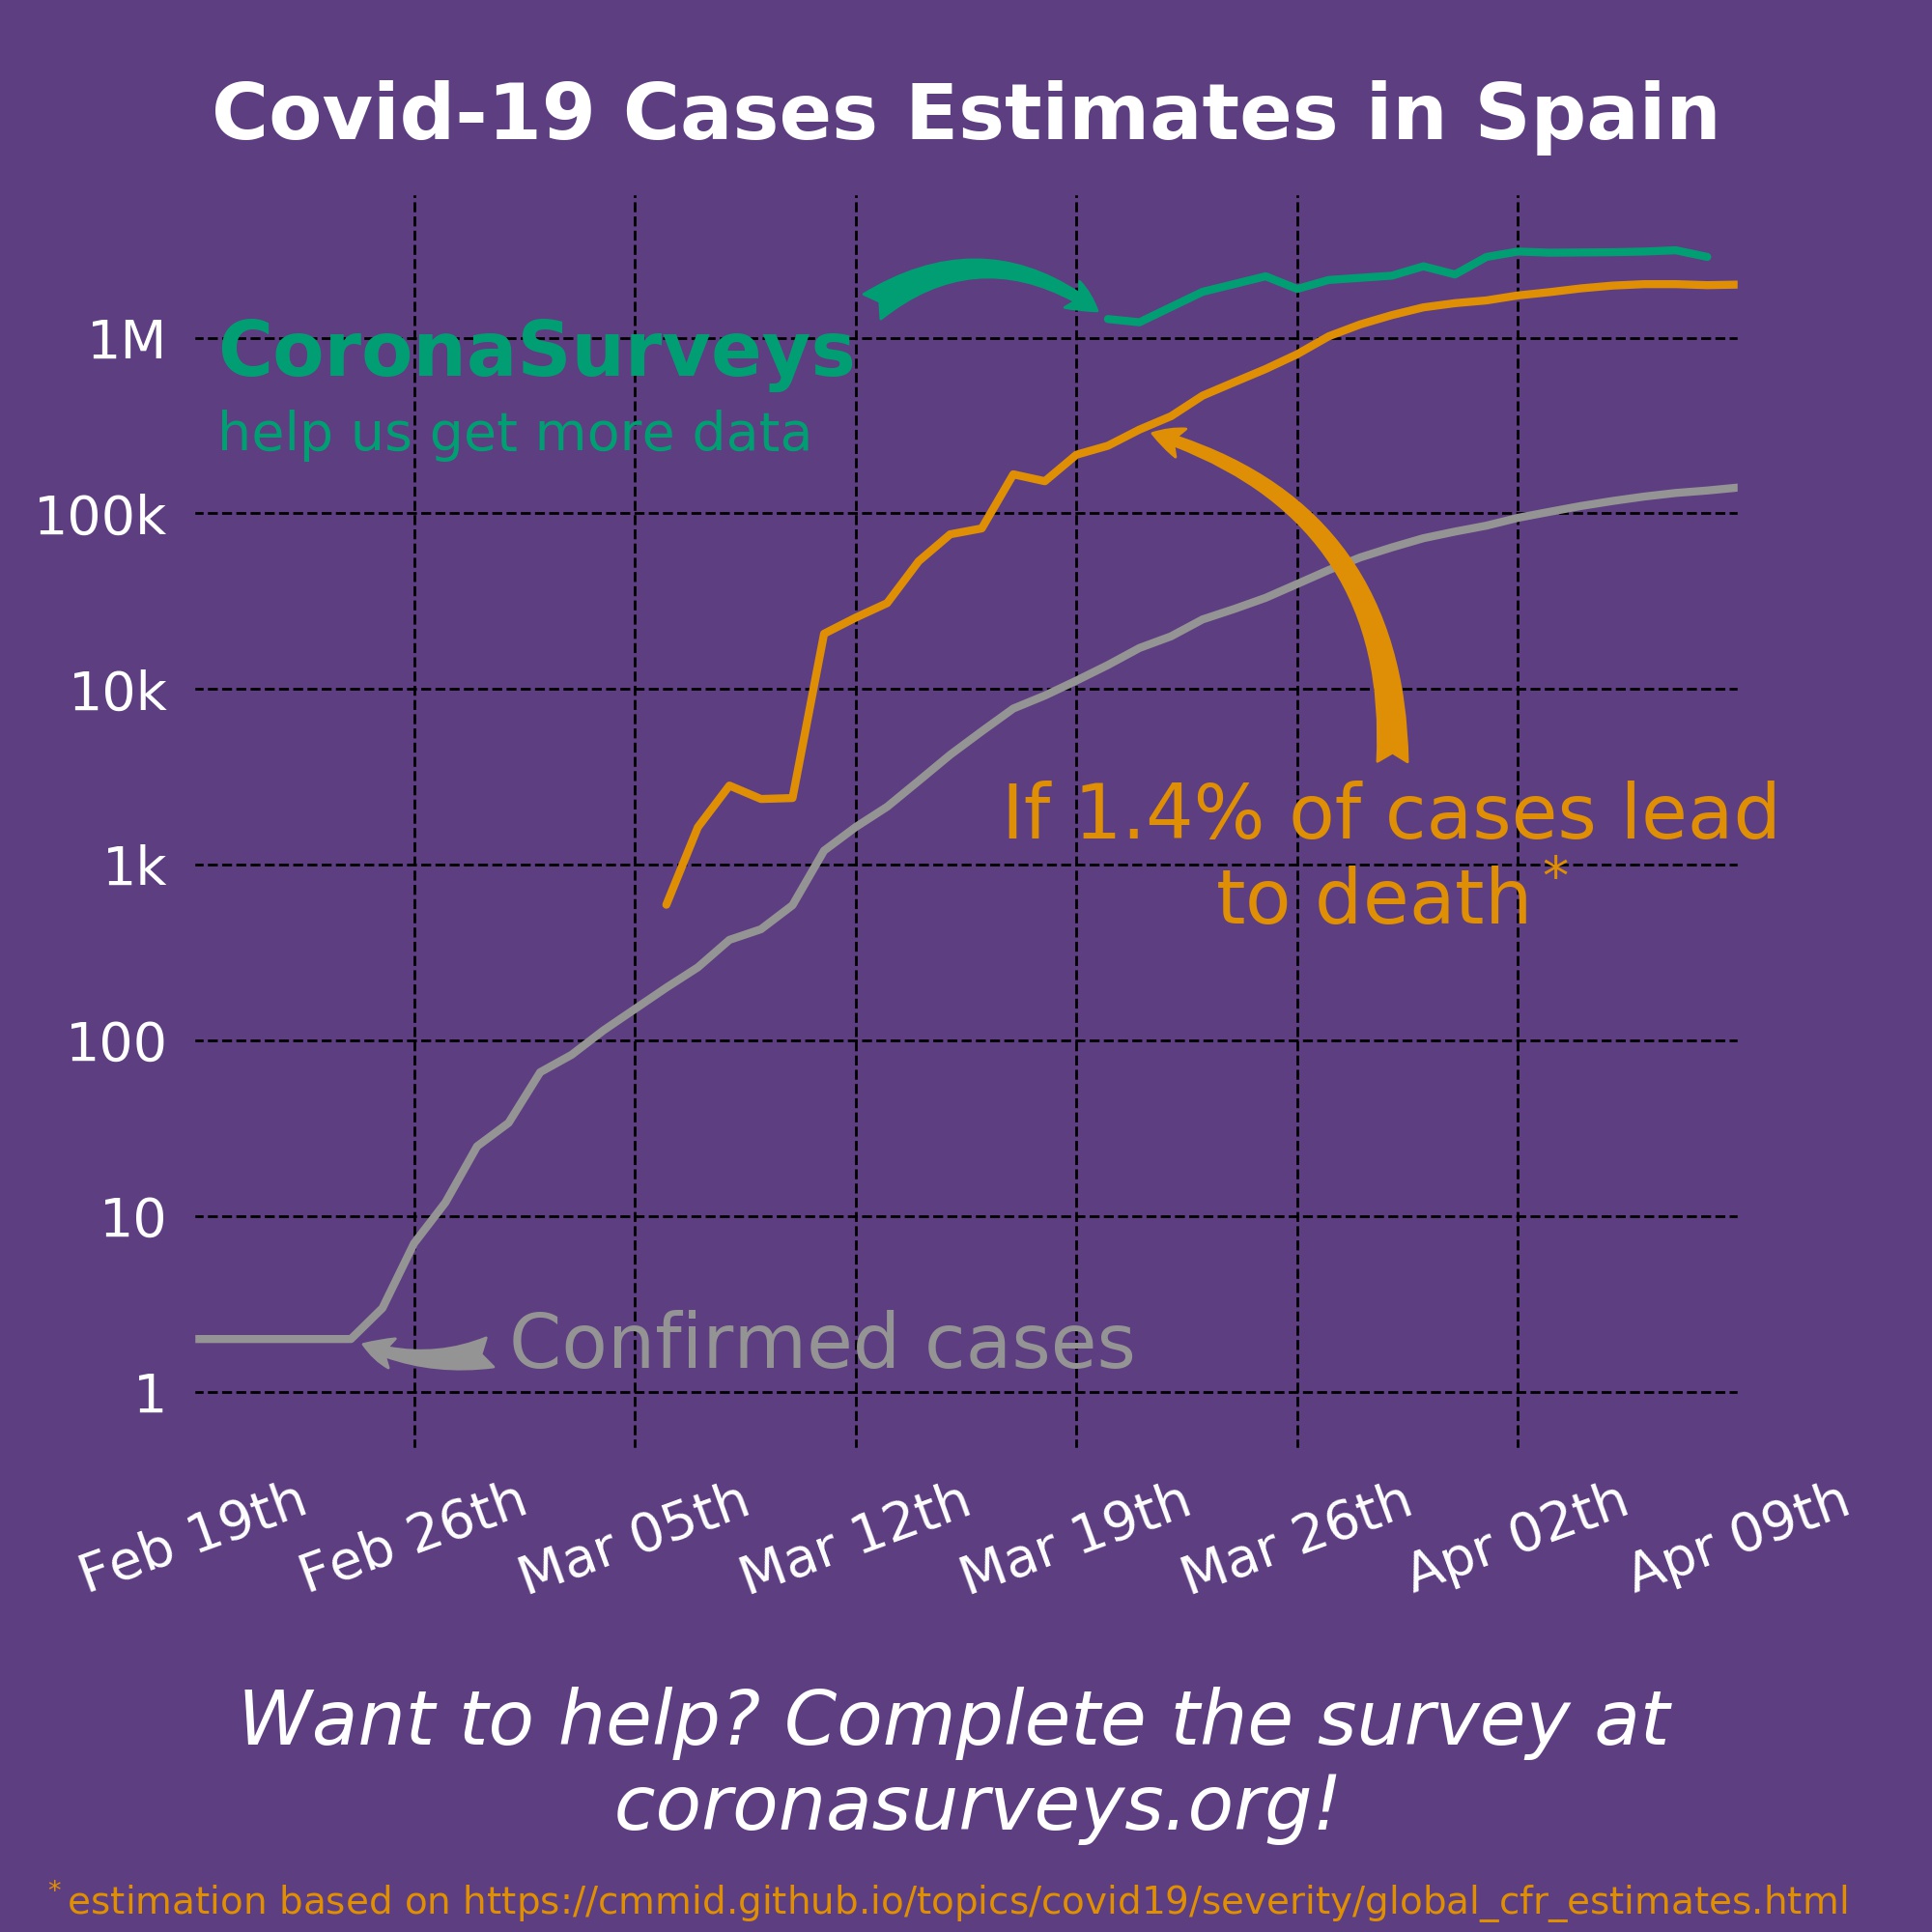 Covid-19 Cases Estimates in Spain
1M
CoronaSurveys
help us get more data
100k
10k
If 1.4% of cases lead
to death*
1k
100
10
Confirmed cases
1
Feb 19th
Feb 26th
Mar 05th
Mar 12th
Mar 19th
Mar 26th
Apr 02th
Apr 09th
Want to help? Complete the survey at
coronasurveys.org!
*estimation based on https://cmmid.github.io/topics/covid19/severity/global_cfr_estimates.html